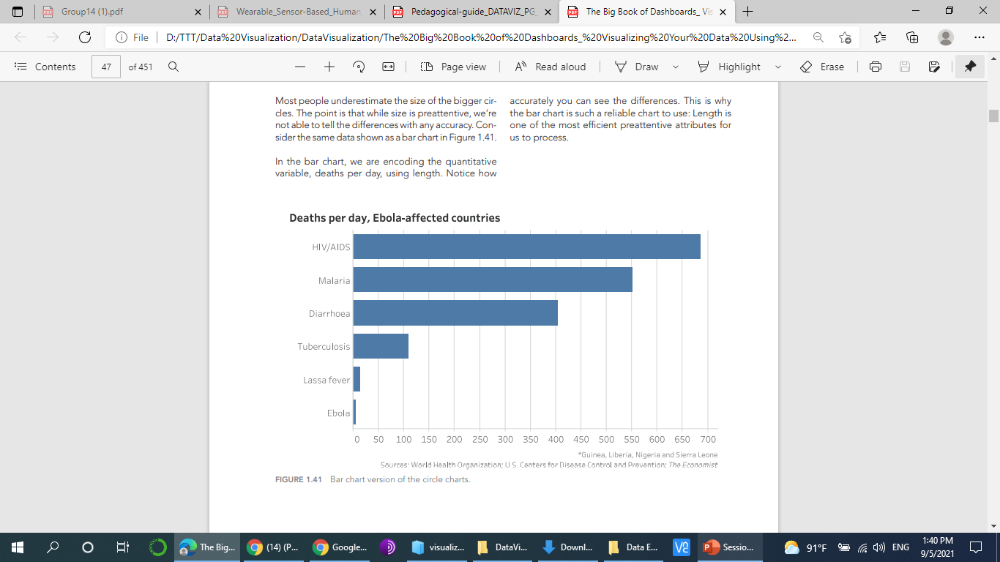 Group14 (1).pdf
Wearable_Sensor-Based_Human
Pedagogical-guide_DATAVIZ_PG
The Big Book of Dashboards_ Vis
File
D:/TTT/Data%20Visualization/DataVisualization/The%20Big%20Book%20of%20Dashboards_%20Visualizing%20Your%20Data%20Using%2...
Contents 47 of 451 Page view Read aloud Draw Highlight Erase
Most people underestimate the size of the bigger cir-
cles. The point is that while size is preattentive, we're
not able to tell the differences with any accuracy. Con-
sider the same data shown as a bar chart in Figure 1.41.
In the bar chart, we are encoding the quantitative
variable, deaths per day, using length. Notice how
accurately you can see the differences. This is why
the bar chart is such a reliable chart to use: Length is
one of the most efficient preattentive attributes for
us to process.
Deaths per day, Ebola-affected countries
HIV/AIDS
Malaria
Diarrhoea
Tuberculosis
Lassa fever
Ebola
0 50 100 150 200 250 300 350 400 450 500 550 600 650 700
*Guinea, Liberia, Nigeria and Sierra Leone
Sources: World Health Organization; U.S. Centers for Disease Control and Prevention; The Economist
FIGURE 1.41 Bar chart version of the circle charts.
The Big... (14) (P... Google... visualiz... DataVi... Downl... Data E... Sessio... 91°F ENG
1:40 PM
9/5/2021